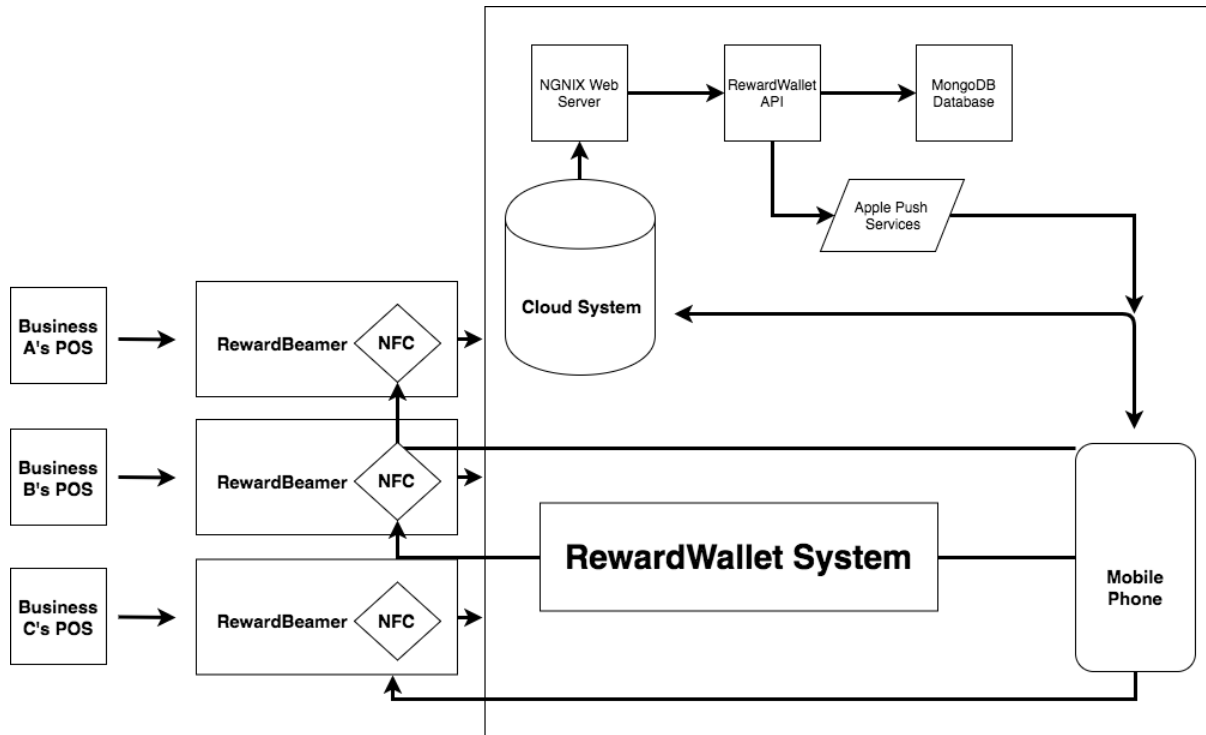 NGNIX Web
Server
RewardWallet
API
MongoDB
Database
Apple Push
Services
Cloud System
Business
A's POS
RewardBeamer
NFC
Business
B's POS
RewardBeamer
NFC
RewardWallet System
Business
C's POS
RewardBeamer
NFC
Mobile
Phone